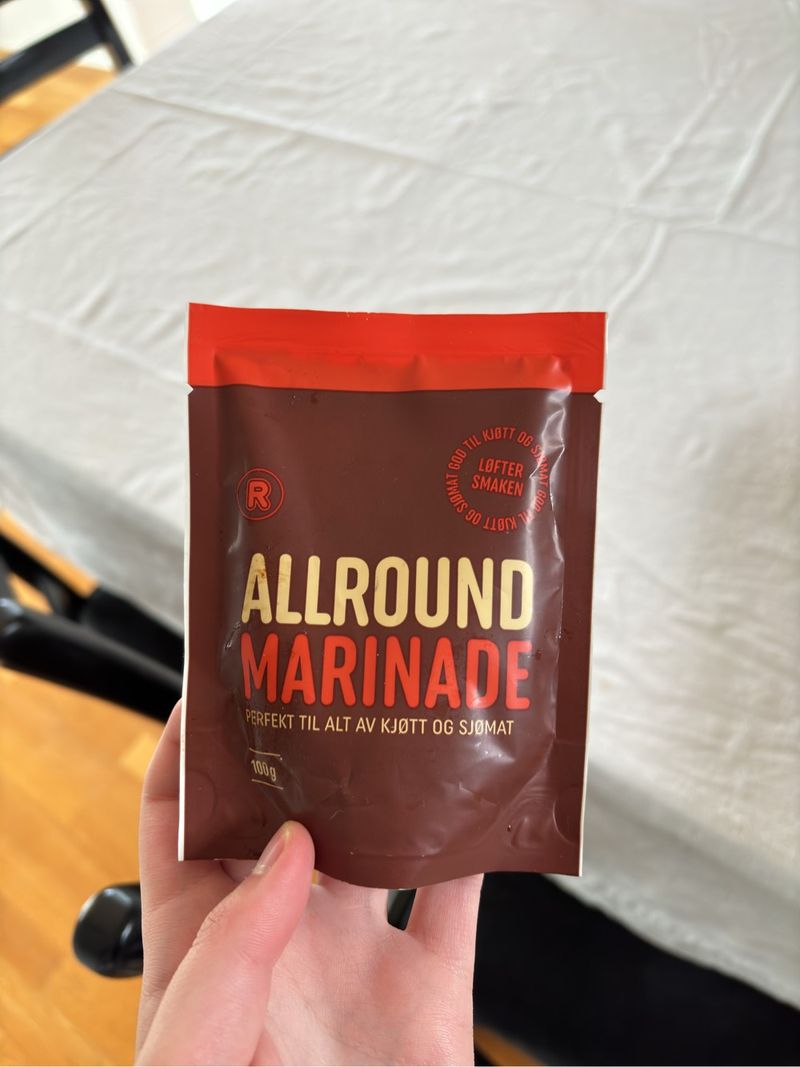 GOD TIL KJØTT OG SJØMAT GOD TIL KJØTT OG SJØMAT
LØFTER
SMAKEN
R
ALLROUND
MARINADE
PERFEKT TIL ALT AV KJØTT OG SJØMAT
100g